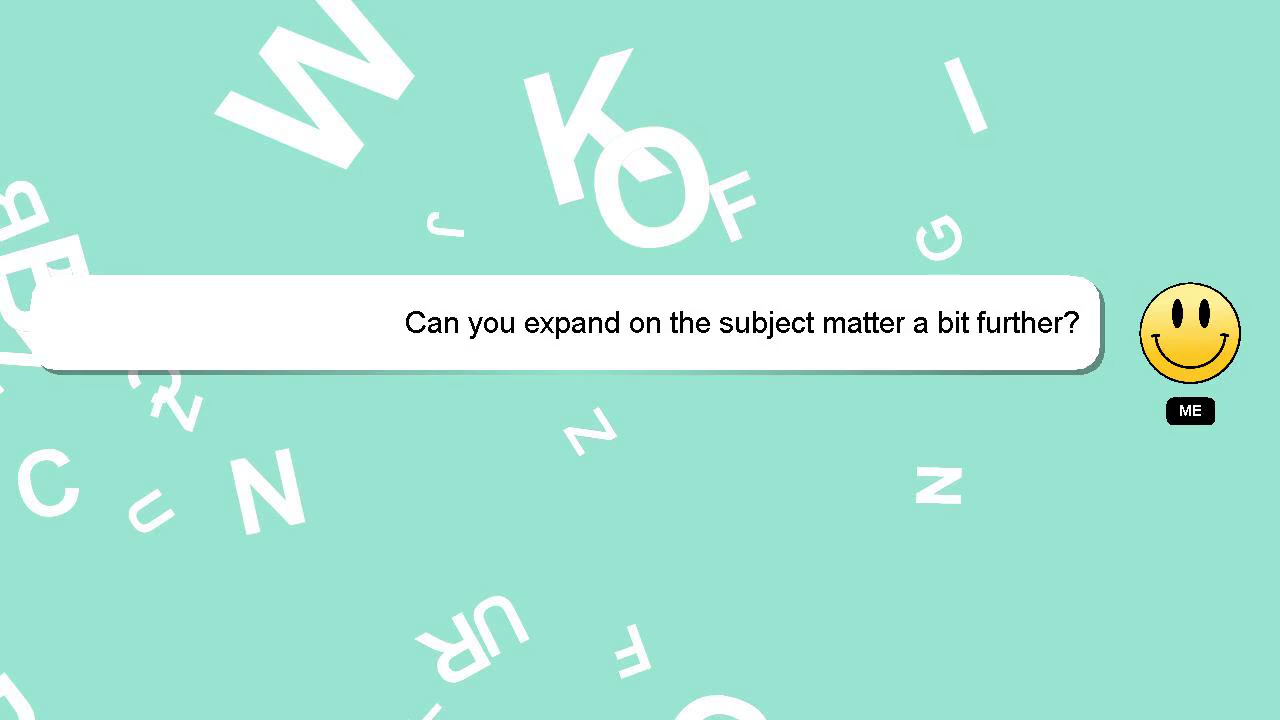 W
K
O
F
I
J
G
Can you expand on the subject matter a bit further?
ME
Z
C
U
N
Z
N
U
R
F